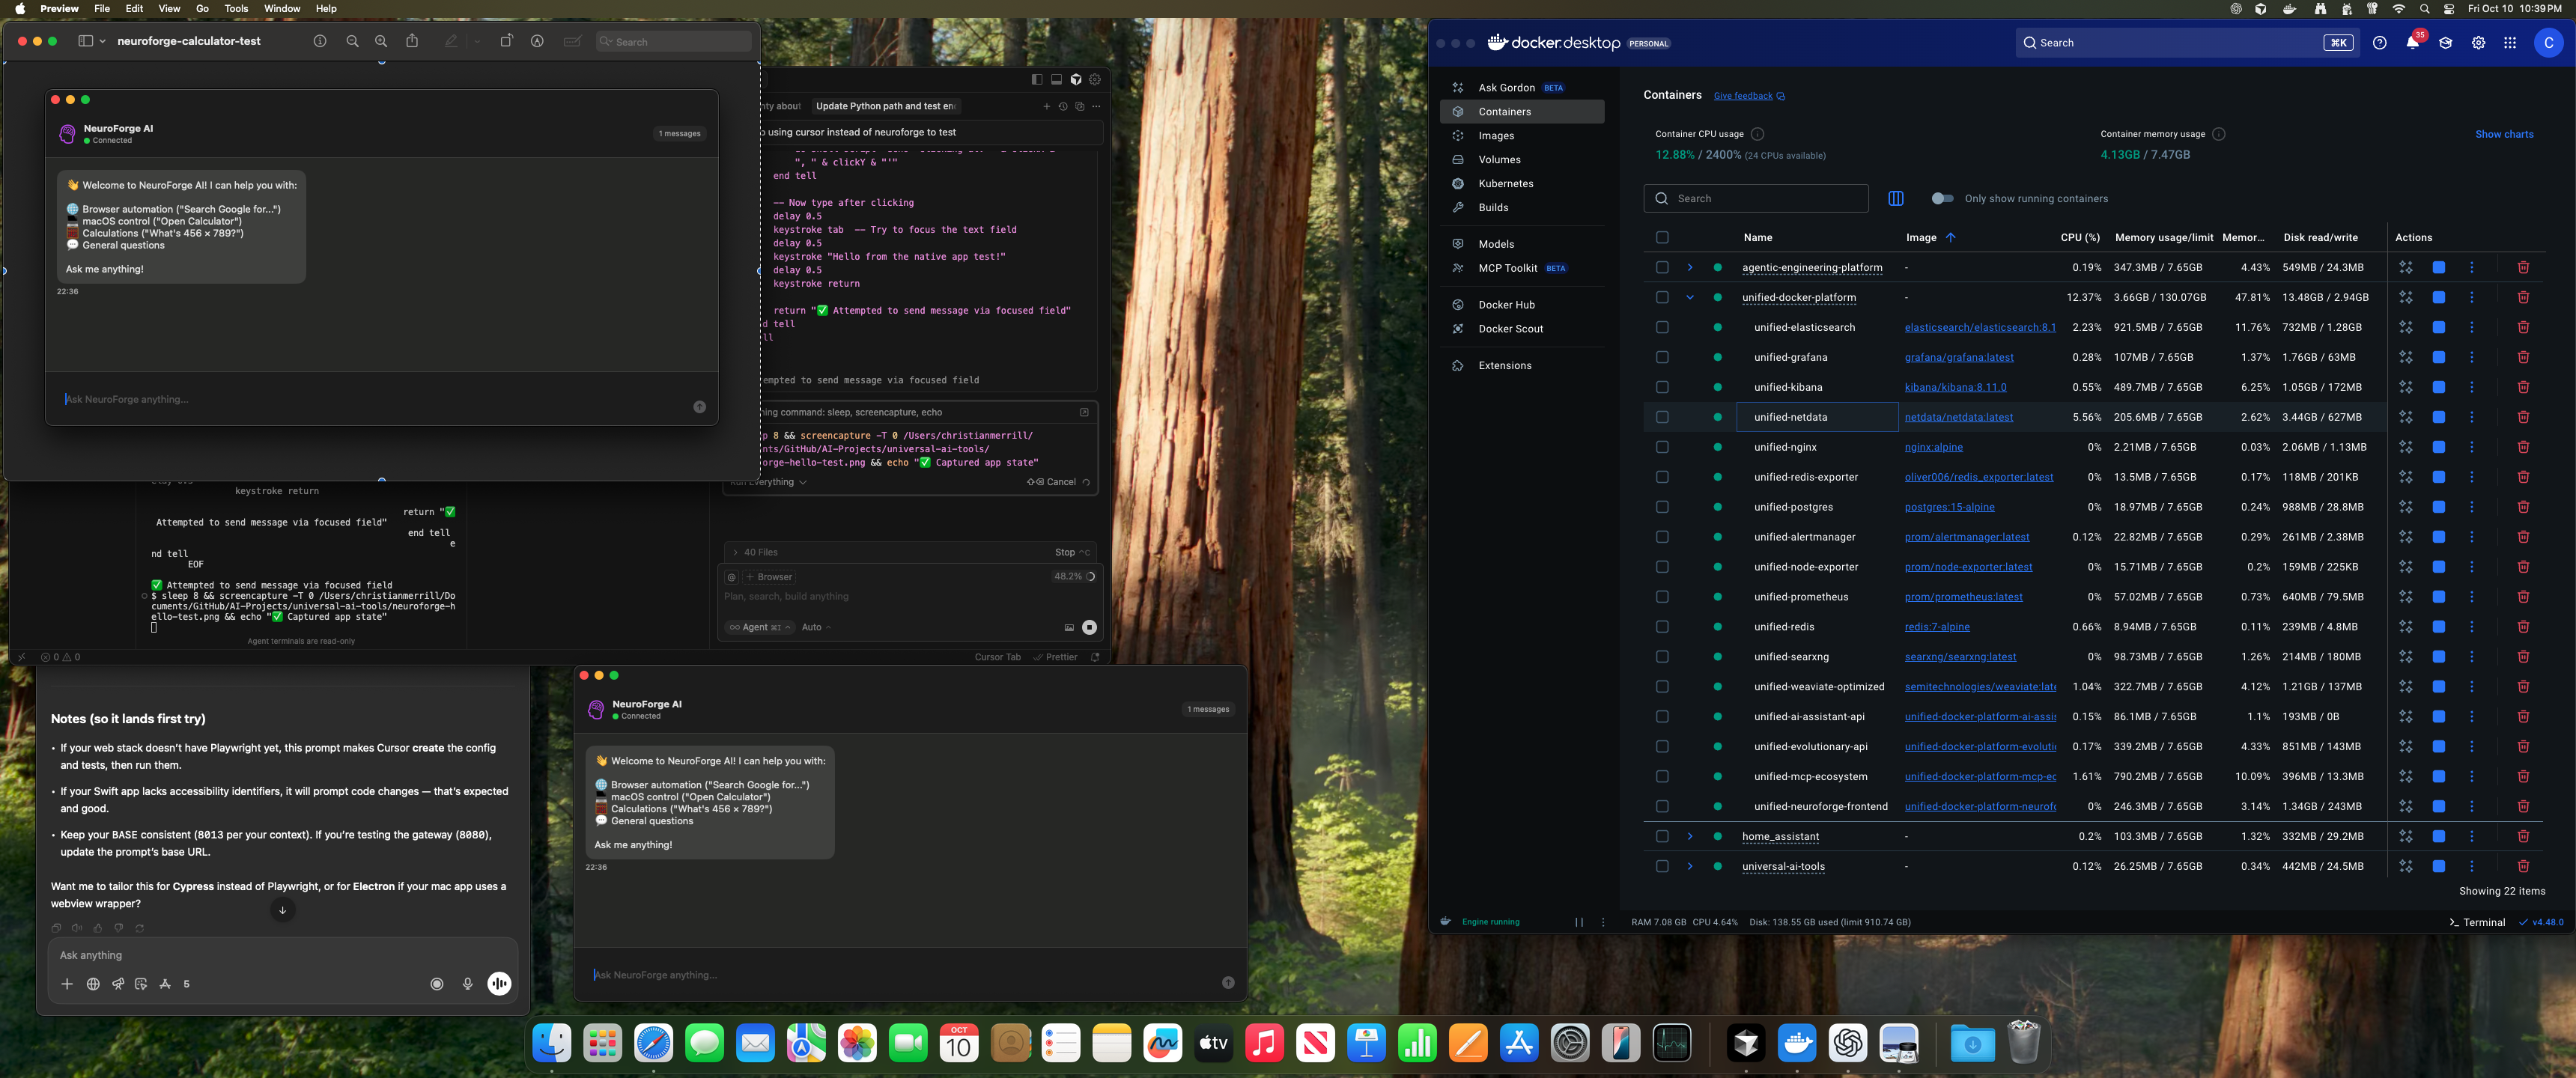 Preview File Edit View Go Tools Window Help
Fri Oct 10 10:39 PM
neuroforge-calculator-test
Search
NeuroForge AI
Connected
1 messages
👋 Welcome to NeuroForge AI! I can help you with:
🌐 Browser automation ("Search Google for...")
macOS control ("Open Calculator")
🧮 Calculations ("What's 456 × 789?")
💬 General questions
Ask me anything!
22:36
Ask NeuroForge anything...
Update Python path and test en
using cursor instead of neuroforge to test
", " & clickY & "'"
end tell
-- Now type after clicking
delay 0.5
keystroke tab -- Try to focus the text field
delay 0.5
keystroke "Hello from the native app test!"
delay 0.5
keystroke return
return "✅ Attempted to send message via focused field"
tell
empted to send message via focused field
command: sleep, screencapture, echo
8 && screencapture -T 0 /Users/christianmerrill/
nts/GitHub/AI-Projects/universal-ai-tools/
orge-hello-test.png && echo "✅ Captured app state"
Run Everything
Cancel
keystroke return
return "✅
Attempted to send message via focused field"
end tell
e
nd tell
EOF
✅ Attempted to send message via focused field
$ sleep 8 && screencapture -T 0 /Users/christianmerrill/Do
cuments/GitHub/AI-Projects/universal-ai-tools/neuroforge-h
ello-test.png && echo "✅ Captured app state"
Agent terminals are read-only
40 Files
Stop ^C
@ + Browser
48.2%
Plan, search, build anything
Agent ⌘I
Auto
0 0
Cursor Tab
Prettier
Notes (so it lands first try)
• If your web stack doesn't have Playwright yet, this prompt makes Cursor create the config
and tests, then run them.
• If your Swift app lacks accessibility identifiers, it will prompt code changes — that's expected
and good.
• Keep your BASE consistent (8013 per your context). If you're testing the gateway (8080),
update the prompt's base URL.
Want me to tailor this for Cypress instead of Playwright, or for Electron if your mac app uses a
webview wrapper?
Ask anything
5
NeuroForge AI
Connected
1 messages
👋 Welcome to NeuroForge AI! I can help you with:
🌐 Browser automation ("Search Google for...")
macOS control ("Open Calculator")
🧮 Calculations ("What's 456 × 789?")
💬 General questions
Ask me anything!
22:36
Ask NeuroForge anything...
docker.desktop PERSONAL
Search ⌘K
35
C
Ask Gordon BETA
Containers
Images
Volumes
Kubernetes
Builds
Models
MCP Toolkit BETA
Docker Hub
Docker Scout
Extensions
Containers Give feedback
Container CPU usage
12.88% / 2400% (24 CPUs available)
Container memory usage
4.13GB / 7.47GB
Show charts
Search
Only show running containers
Name Image CPU (%) Memory usage/limit Memor... Disk read/write Actions
agentic-engineering-platform - 0.19% 347.3MB / 7.65GB 4.43% 549MB / 24.3MB
unified-docker-platform - 12.37% 3.66GB / 130.07GB 47.81% 13.48GB / 2.94GB
unified-elasticsearch elasticsearch/elasticsearch:8.1 2.23% 921.5MB / 7.65GB 11.76% 732MB / 1.28GB
unified-grafana grafana/grafana:latest 0.28% 107MB / 7.65GB 1.37% 1.76GB / 63MB
unified-kibana kibana/kibana:8.11.0 0.55% 489.7MB / 7.65GB 6.25% 1.05GB / 172MB
unified-netdata netdata/netdata:latest 5.56% 205.6MB / 7.65GB 2.62% 3.44GB / 627MB
unified-nginx nginx:alpine 0% 2.21MB / 7.65GB 0.03% 2.06MB / 1.13MB
unified-redis-exporter oliver006/redis_exporter:latest 0% 13.5MB / 7.65GB 0.17% 118MB / 201KB
unified-postgres postgres:15-alpine 0% 18.97MB / 7.65GB 0.24% 988MB / 28.8MB
unified-alertmanager prom/alertmanager:latest 0.12% 22.82MB / 7.65GB 0.29% 261MB / 2.38MB
unified-node-exporter prom/node-exporter:latest 0% 15.71MB / 7.65GB 0.2% 159MB / 225KB
unified-prometheus prom/prometheus:latest 0% 57.02MB / 7.65GB 0.73% 640MB / 79.5MB
unified-redis redis:7-alpine 0.66% 8.94MB / 7.65GB 0.11% 239MB / 4.8MB
unified-searxng searxng/searxng:latest 0% 98.73MB / 7.65GB 1.26% 214MB / 180MB
unified-weaviate-optimized semitechnologies/weaviate:late 1.04% 322.7MB / 7.65GB 4.12% 1.21GB / 137MB
unified-ai-assistant-api unified-docker-platform-ai-assis 0.15% 86.1MB / 7.65GB 1.1% 193MB / 0B
unified-evolutionary-api unified-docker-platform-evoluti 0.17% 339.2MB / 7.65GB 4.33% 851MB / 143MB
unified-mcp-ecosystem unified-docker-platform-mcp-ec 1.61% 790.2MB / 7.65GB 10.09% 396MB / 13.3MB
unified-neuroforge-frontend unified-docker-platform-neurofo 0% 246.3MB / 7.65GB 3.14% 1.34GB / 243MB
home_assistant - 0.2% 103.3MB / 7.65GB 1.32% 332MB / 29.2MB
universal-ai-tools - 0.12% 26.25MB / 7.65GB 0.34% 442MB / 24.5MB
Showing 22 items
Engine running
RAM 7.08 GB CPU 4.64% Disk: 138.55 GB used (limit 910.74 GB)
>_ Terminal
v4.48.0
OCT
10
tv